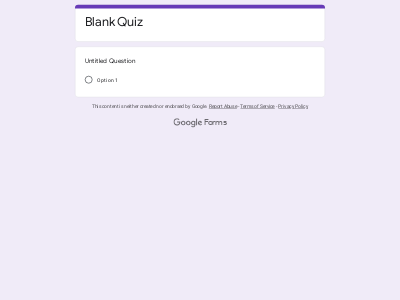 Blank Quiz
Untitled Question
Option 1
This content is neither created nor endorsed by Google. Report Abuse - Terms of Service - Privacy Policy
Google Forms